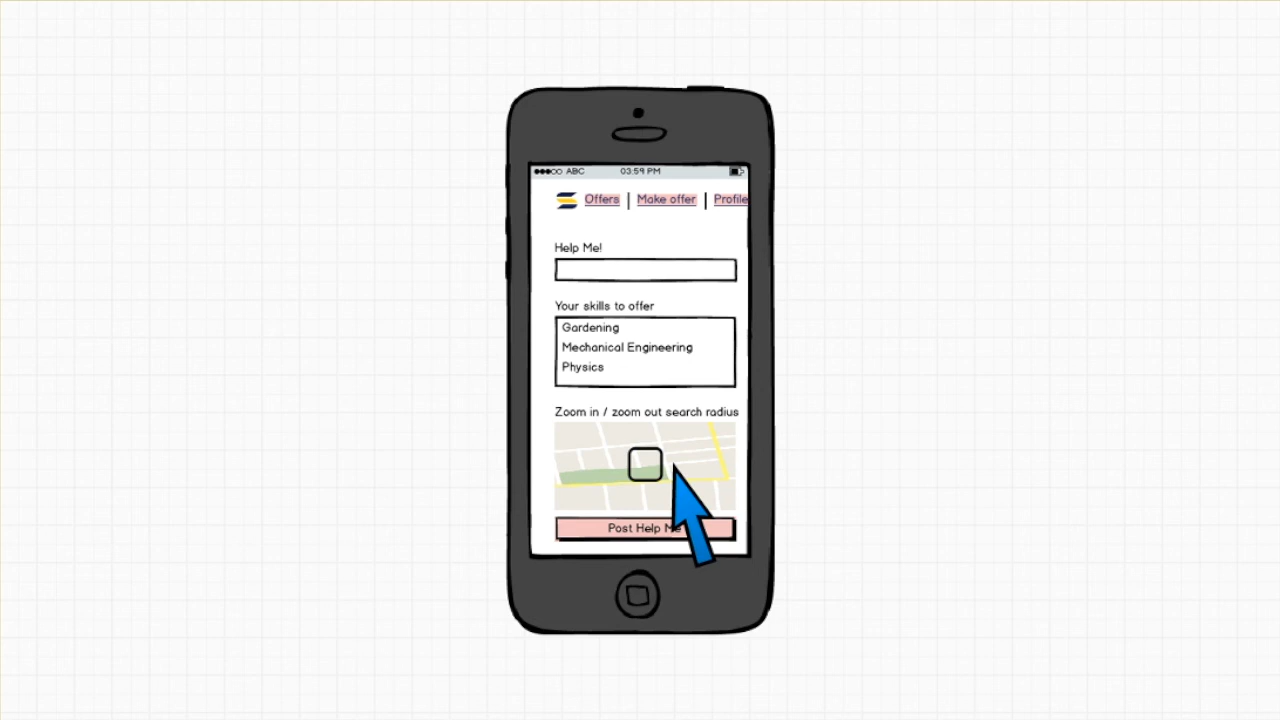 ABC 03:59 PM
Offers | Make offer | Profile
Help Me!
Your skills to offer
Gardening
Mechanical Engineering
Physics
Zoom in / zoom out search radius
Post Help Me